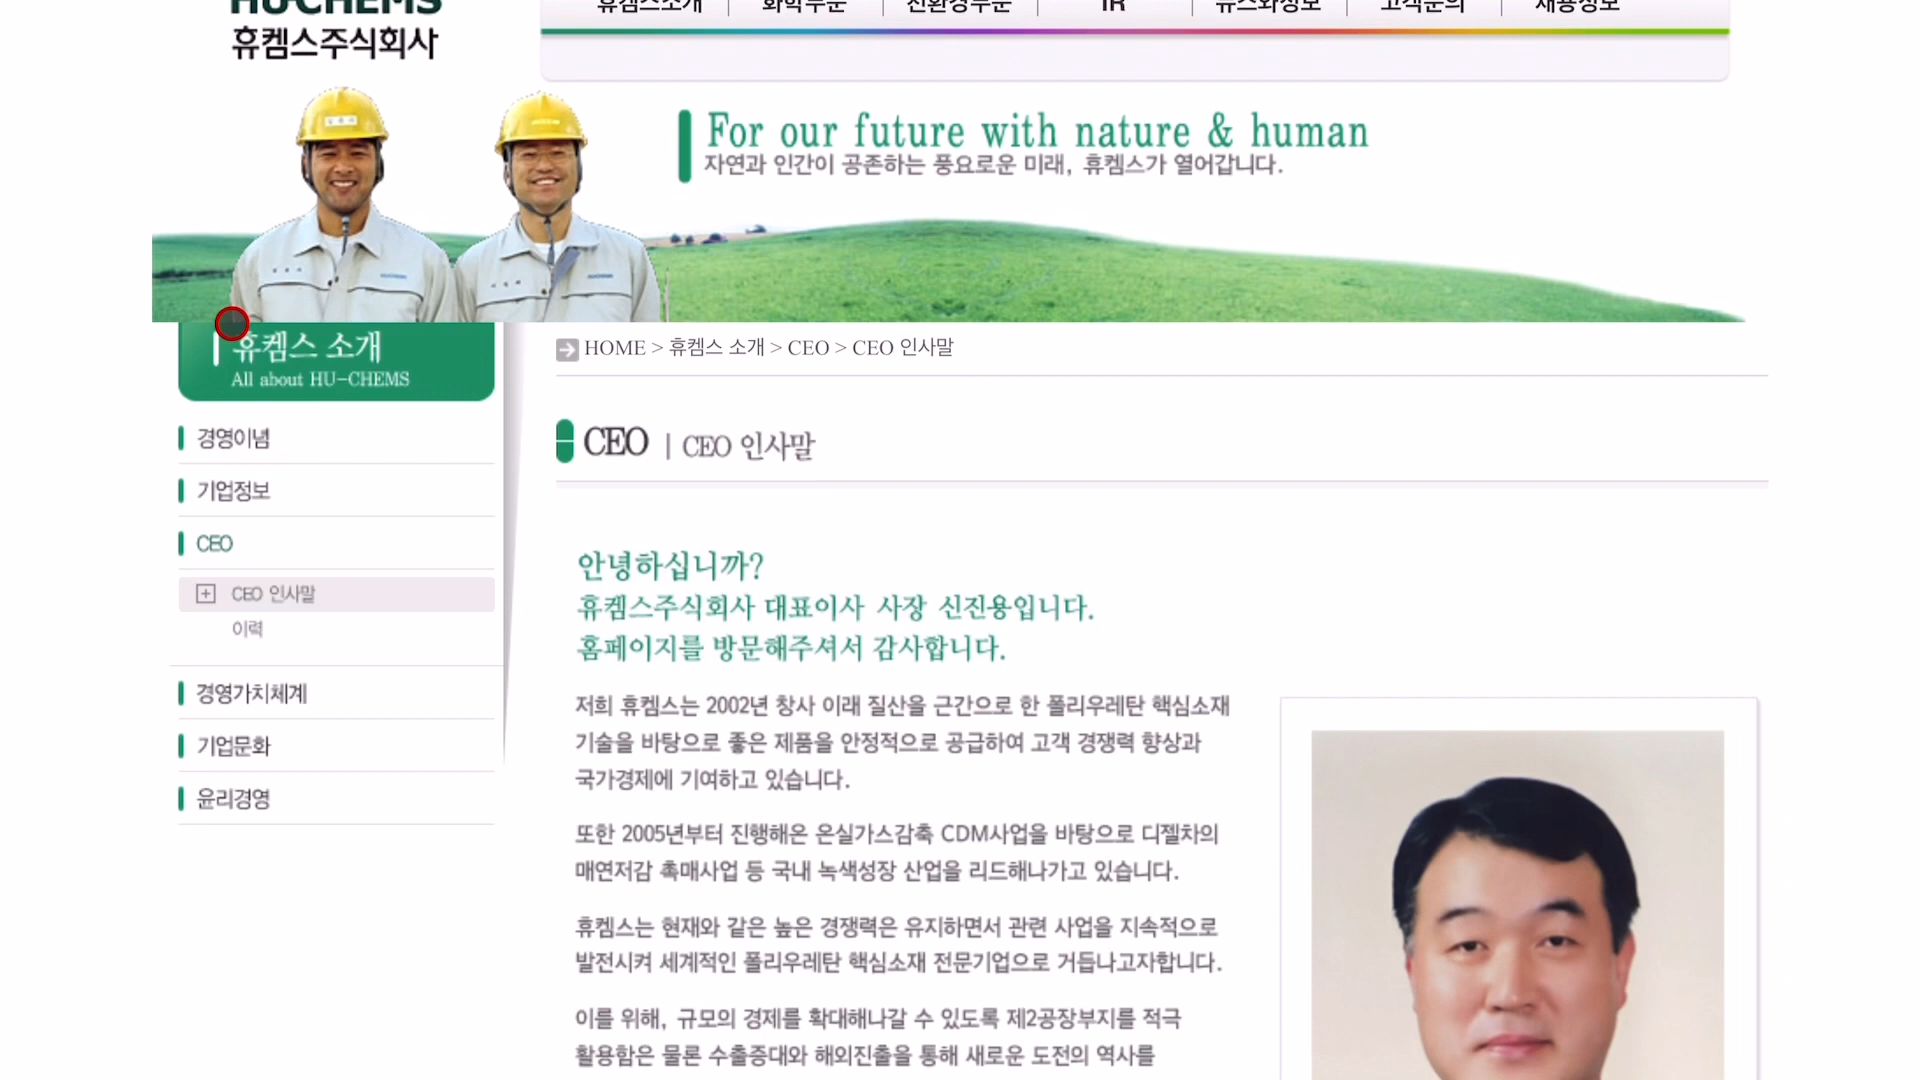 HU-CHEMS
휴켐스주식회사
휴켐스소개
화학부문
친환경부문
IR
뉴스와정보
고객문의
채용정보
For our future with nature & human
자연과 인간이 공존하는 풍요로운 미래, 휴켐스가 열어갑니다.
휴켐스 소개
All about HU-CHEMS
경영이념
기업정보
CEO
CEO 인사말
이력
경영가치체계
기업문화
윤리경영
HOME > 휴켐스 소개 > CEO > CEO 인사말
CEO | CEO 인사말
안녕하십니까?
휴켐스주식회사 대표이사 사장 신진용입니다.
홈페이지를 방문해주셔서 감사합니다.
저희 휴켐스는 2002년 창사 이래 질산을 근간으로 한 폴리우레탄 핵심소재
기술을 바탕으로 좋은 제품을 안정적으로 공급하여 고객 경쟁력 향상과
국가경제에 기여하고 있습니다.
또한 2005년부터 진행해온 온실가스감축 CDM사업을 바탕으로 디젤차의
매연저감 촉매사업 등 국내 녹색성장 산업을 리드해나가고 있습니다.
휴켐스는 현재와 같은 높은 경쟁력은 유지하면서 관련 사업을 지속적으로
발전시켜 세계적인 폴리우레탄 핵심소재 전문기업으로 거듭나고자합니다.
이를 위해, 규모의 경제를 확대해나갈 수 있도록 제2공장부지를 적극
활용함은 물론 수출증대와 해외진출을 통해 새로운 도전의 역사를